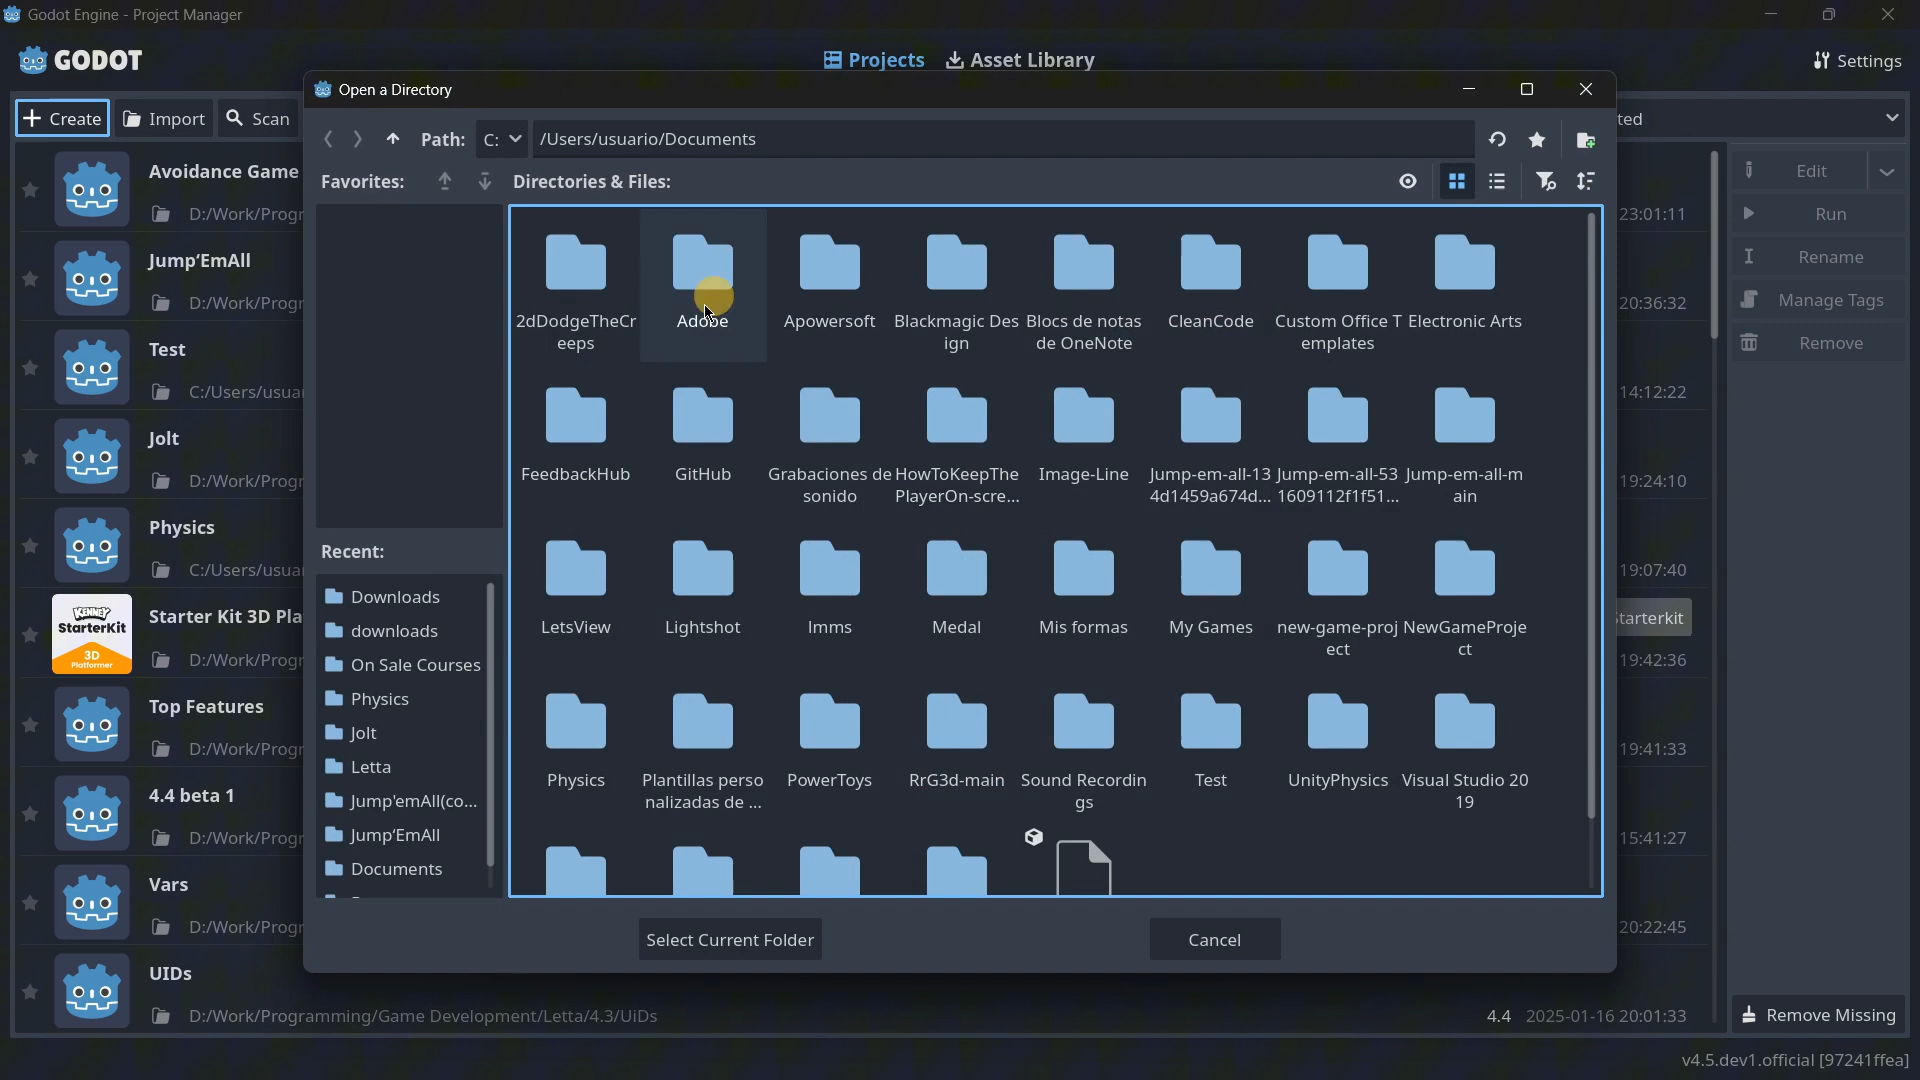 Godot Engine - Project Manager
GODOT
Projects
Asset Library
Settings
Create
Import
Scan
ted
Open a Directory
Path:
C:
/Users/usuario/Documents
Favorites:
Directories & Files:
2dDodgeTheCr
eeps
Adobe
Apowersoft
Blackmagic Des
ign
Blocs de notas
de OneNote
CleanCode
Custom Office T
emplates
Electronic Arts
FeedbackHub
GitHub
Grabaciones de
sonido
HowToKeepThe
PlayerOn-scre...
Image-Line
Jump-em-all-13
4d1459a674d...
Jump-em-all-53
1609112f1f51...
Jump-em-all-m
ain
LetsView
Lightshot
lmms
Medal
Mis formas
My Games
new-game-proj
ect
NewGameProje
ct
Physics
Plantillas perso
nalizadas de ...
PowerToys
RrG3d-main
Sound Recordin
gs
Test
UnityPhysics
Visual Studio 20
19
Recent:
Downloads
downloads
On Sale Courses
Physics
Jolt
Letta
Jump'emAll(co...
Jump'EmAll
Documents
Select Current Folder
Cancel
Avoidance Game
D:/Work/Progr
23:01:11
Jump'EmAll
D:/Work/Progr
20:36:32
Test
C:/Users/usuar
14:12:22
Jolt
D:/Work/Progr
19:24:10
Physics
C:/Users/usuar
19:07:40
KENNEY
StarterKit
3D
Platformer
Starter Kit 3D Pla
Starterkit
D:/Work/Progr
19:42:36
Top Features
D:/Work/Progr
19:41:33
4.4 beta 1
D:/Work/Progr
15:41:27
Vars
D:/Work/Progr
20:22:45
UIDs
D:/Work/Programming/Game Development/Letta/4.3/UiDs
4.4
2025-01-16 20:01:33
Edit
Run
Rename
Manage Tags
Remove
Remove Missing
v4.5.dev1.official [97241ffea]